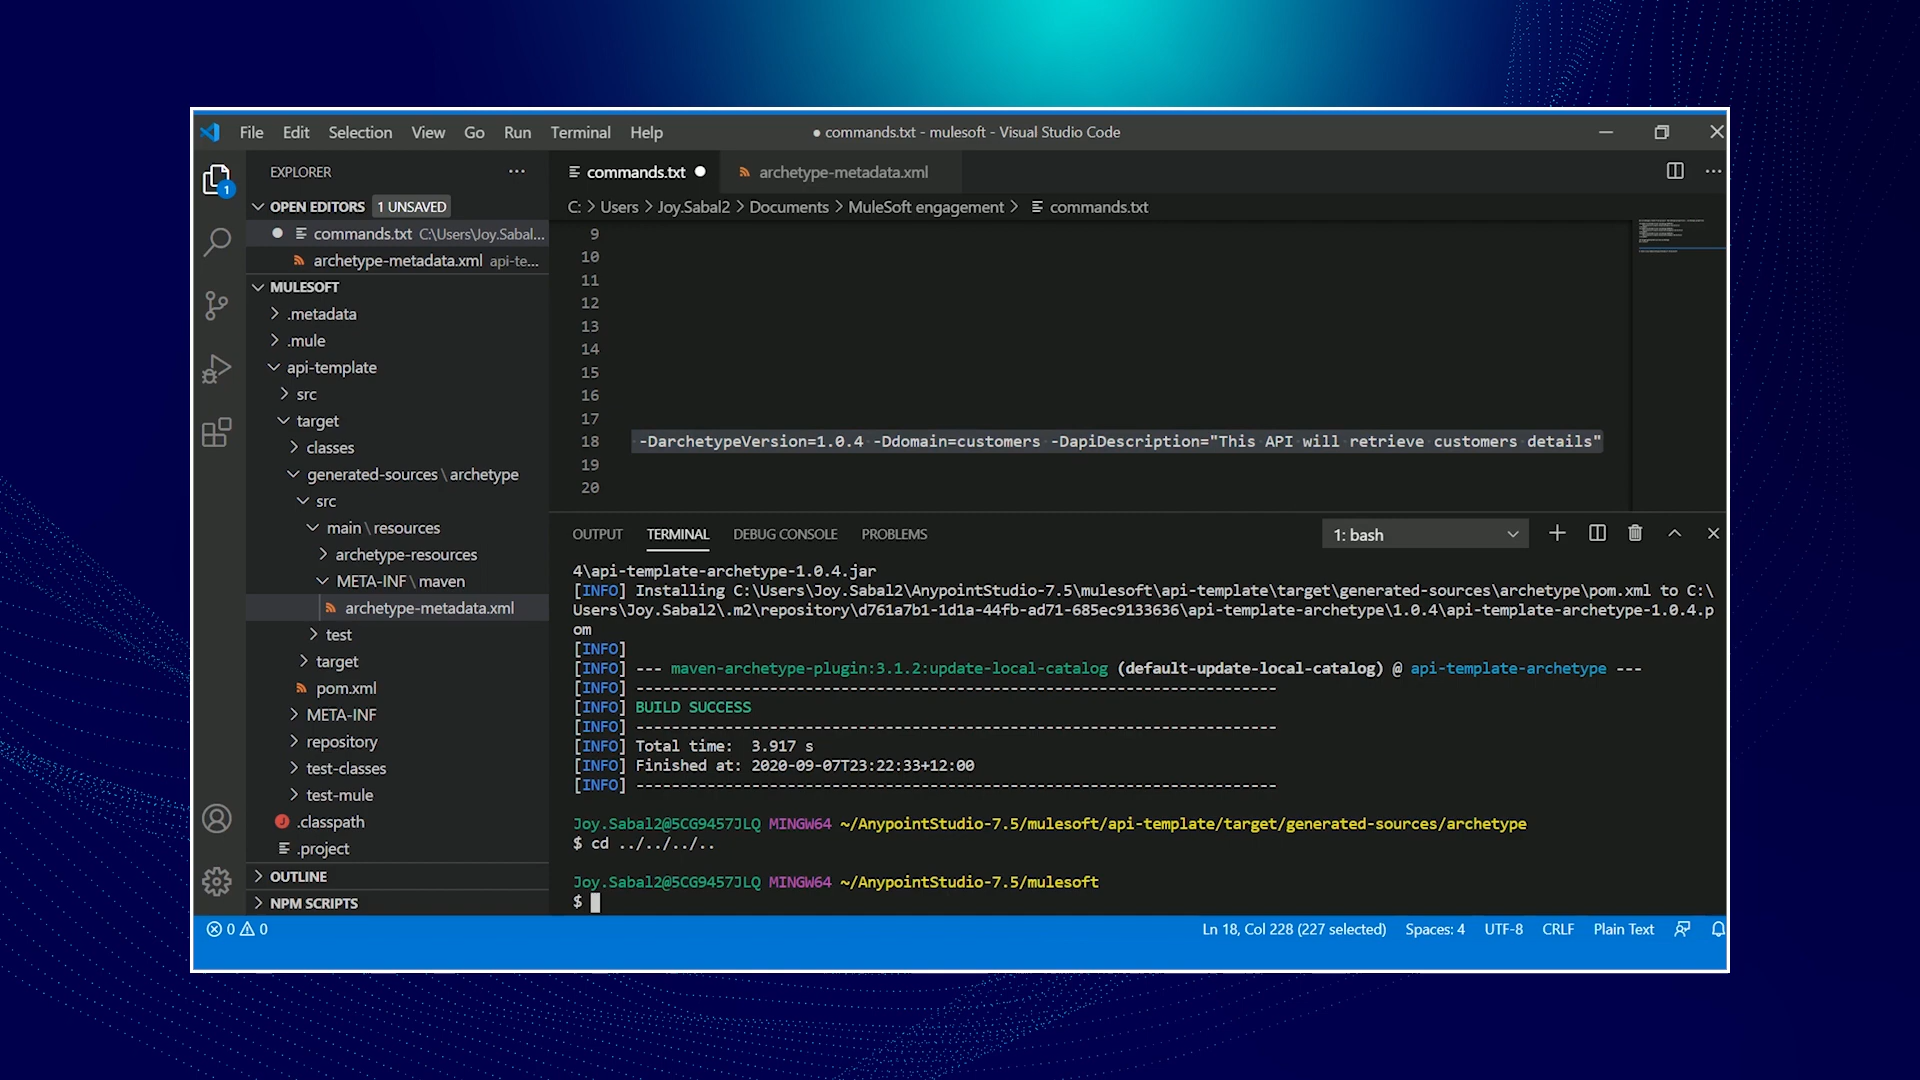 File Edit Selection View Go Run Terminal Help ● commands.txt - mulesoft - Visual Studio Code
1
EXPLORER ···
OPEN EDITORS 1 UNSAVED
● commands.txt C:\Users\Joy.Sabal...
archetype-metadata.xml api-te...
MULESOFT
.metadata
.mule
api-template
src
target
classes
generated-sources \ archetype
src
main \ resources
archetype-resources
META-INF \ maven
archetype-metadata.xml
test
target
pom.xml
META-INF
repository
test-classes
test-mule
J .classpath
.project
OUTLINE
NPM SCRIPTS
commands.txt ● archetype-metadata.xml ···
C: > Users > Joy.Sabal2 > Documents > MuleSoft engagement > commands.txt
9
10
11
12
13
14
15
16
17
18 -DarchetypeVersion=1.0.4 -Ddomain=customers -DapiDescription="This API will retrieve customers details"
19
20
OUTPUT TERMINAL DEBUG CONSOLE PROBLEMS 1: bash
4\api-template-archetype-1.0.4.jar
[INFO] Installing C:\Users\Joy.Sabal2\AnypointStudio-7.5\mulesoft\api-template\target\generated-sources\archetype\pom.xml to C:\
Users\Joy.Sabal2\.m2\repository\d761a7b1-1d1a-44fb-ad71-685ec9133636\api-template-archetype\1.0.4\api-template-archetype-1.0.4.p
om
[INFO]
[INFO] --- maven-archetype-plugin:3.1.2:update-local-catalog (default-update-local-catalog) @ api-template-archetype ---
[INFO] ------------------------------------------------------------------------
[INFO] BUILD SUCCESS
[INFO] ------------------------------------------------------------------------
[INFO] Total time:  3.917 s
[INFO] Finished at: 2020-09-07T23:22:33+12:00
[INFO] ------------------------------------------------------------------------
Joy.Sabal2@5CG9457JLQ MINGW64 ~/AnypointStudio-7.5/mulesoft/api-template/target/generated-sources/archetype
$ cd ../../../..
Joy.Sabal2@5CG9457JLQ MINGW64 ~/AnypointStudio-7.5/mulesoft
$
0 0 Ln 18, Col 228 (227 selected) Spaces: 4 UTF-8 CRLF Plain Text